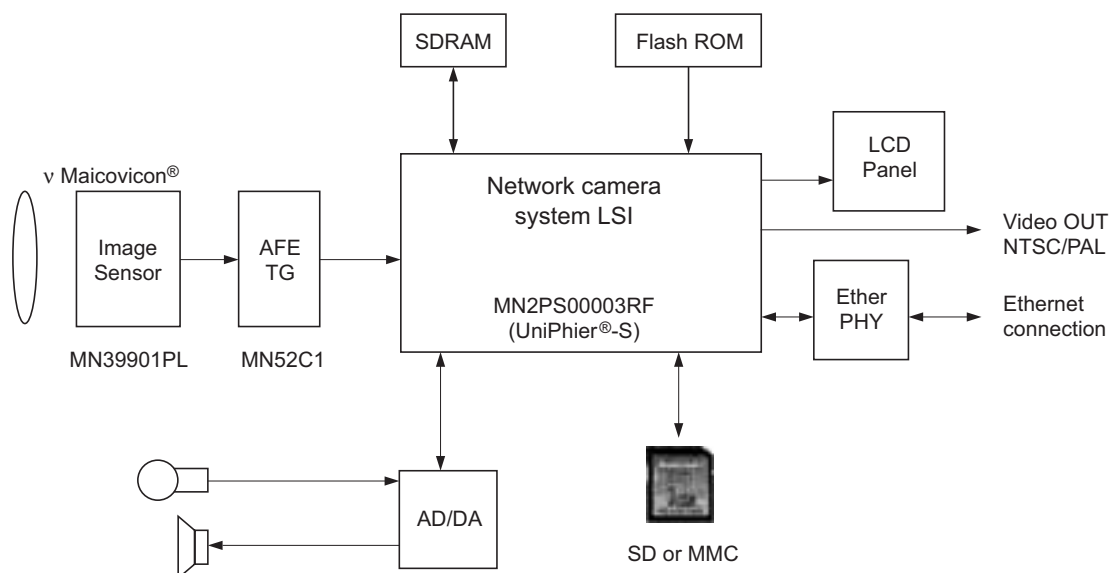 SDRAM
Flash ROM
LCD
Panel
ν Maicovicon®
Network camera
system LSI
Image
Sensor
AFE
TG
Video OUT
NTSC/PAL
MN2PS00003RF
(UniPhier®-S)
Ether
PHY
Ethernet
connection
MN39901PL
MN52C1
AD/DA
SD or MMC